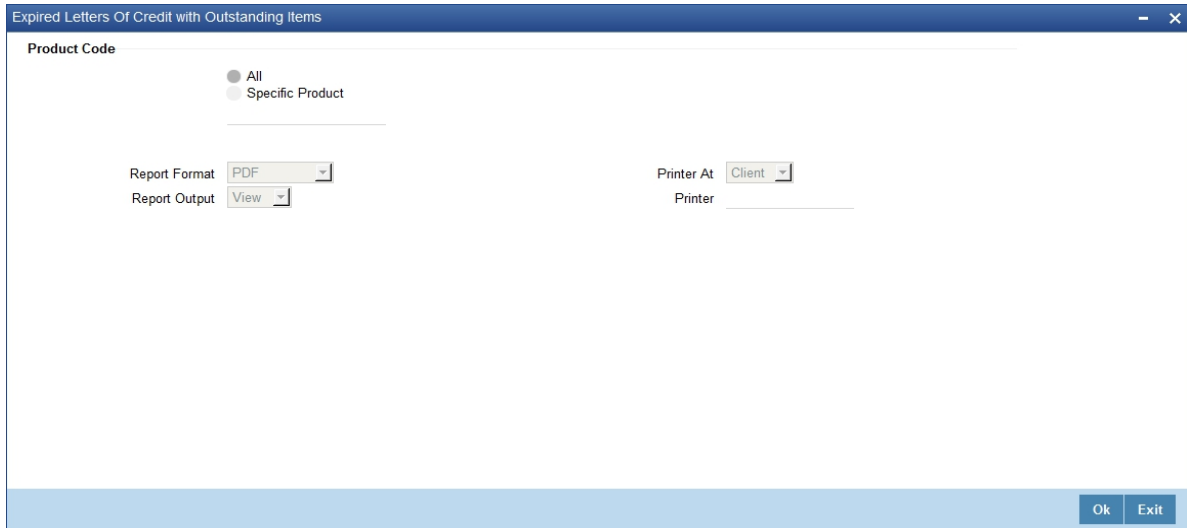 Expired Letters Of Credit with Outstanding Items
Product Code
All
Specific Product
Report Format PDF Printer At Client
Report Output View Printer
Ok Exit